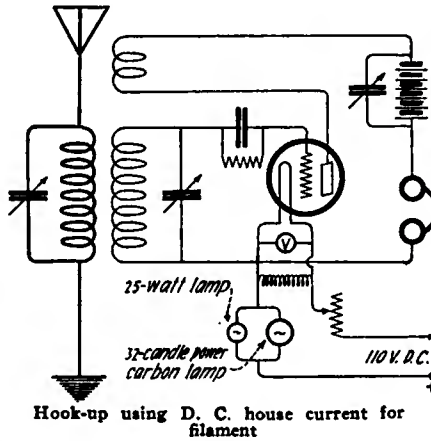 V
25-watt lamp
32-candle power
carbon lamp
110 V. D.C.
Hook-up using D. C. house current for
filament